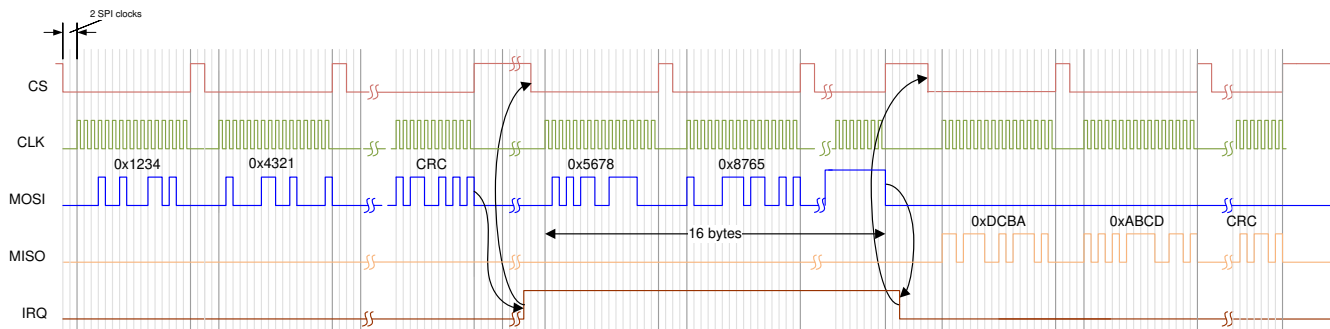 2 SPI clocks
CS
CLK
0x1234
0x4321
CRC
0x5678
0x8765
MOSI
0xDCBA
0xABCD
CRC
16 bytes
MISO
IRQ